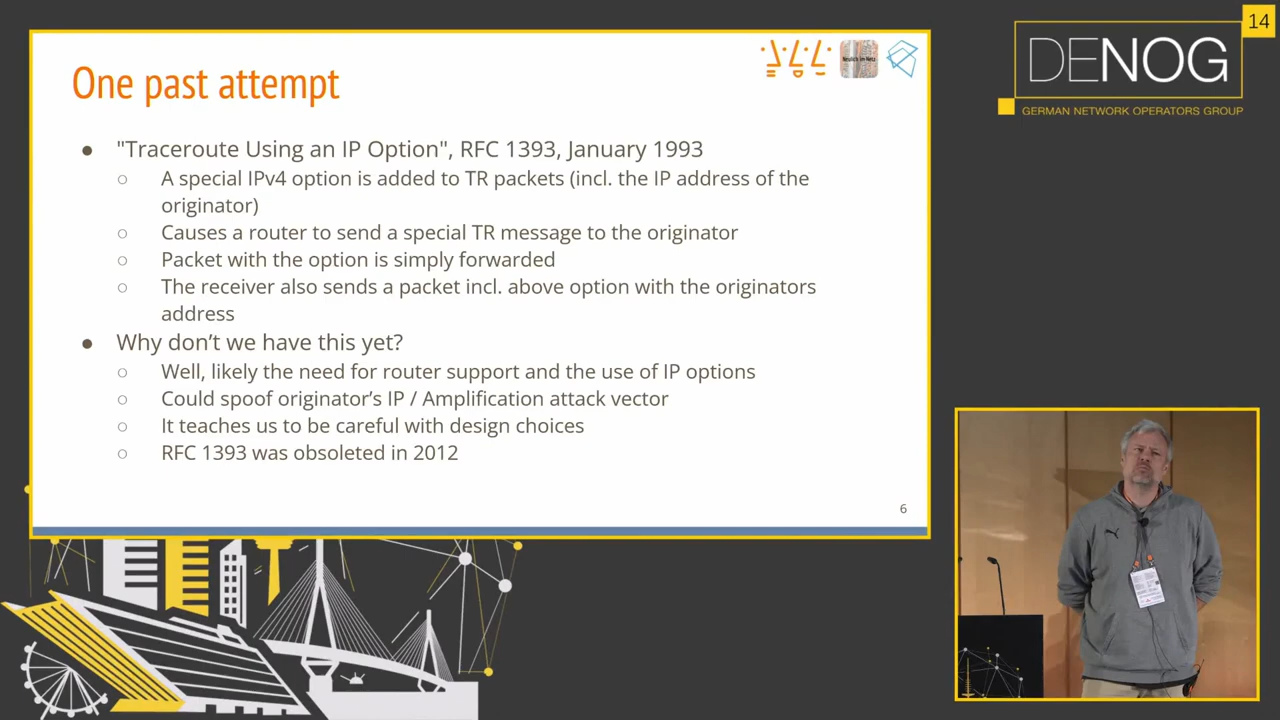 14
DENOG
GERMAN NETWORK OPERATORS GROUP
One past attempt
Neulich im Netz
● "Traceroute Using an IP Option", RFC 1393, January 1993
○ A special IPv4 option is added to TR packets (incl. the IP address of the
originator)
○ Causes a router to send a special TR message to the originator
○ Packet with the option is simply forwarded
○ The receiver also sends a packet incl. above option with the originators
address
● Why don’t we have this yet?
○ Well, likely the need for router support and the use of IP options
○ Could spoof originator’s IP / Amplification attack vector
○ It teaches us to be careful with design choices
○ RFC 1393 was obsoleted in 2012
6